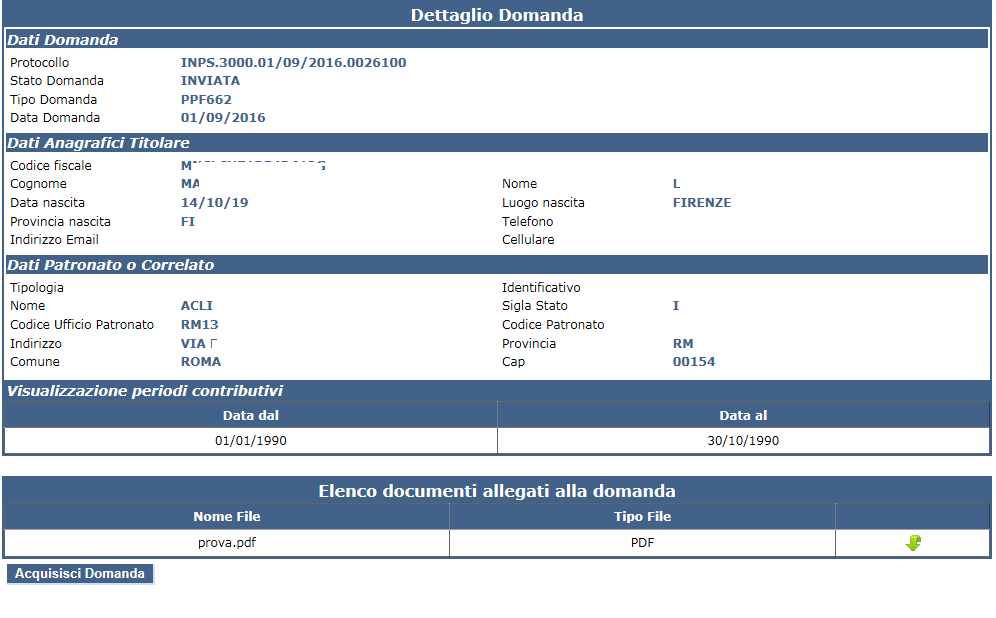 Dettaglio Domanda
Dati Domanda
Protocollo INPS.3000.01/09/2016.0026100
Stato Domanda INVIATA
Tipo Domanda PPF662
Data Domanda 01/09/2016
Dati Anagrafici Titolare
Codice fiscale
Cognome MA Nome L
Data nascita 14/10/19 Luogo nascita FIRENZE
Provincia nascita FI Telefono
Indirizzo Email Cellulare
Dati Patronato o Correlato
Tipologia Identificativo
Nome ACLI Sigla Stato I
Codice Ufficio Patronato RM13 Codice Patronato
Indirizzo VIA Provincia RM
Comune ROMA Cap 00154
Visualizzazione periodi contributivi
Data dal Data al
01/01/1990 30/10/1990
Elenco documenti allegati alla domanda
Nome File Tipo File
prova.pdf PDF
Acquisisci Domanda